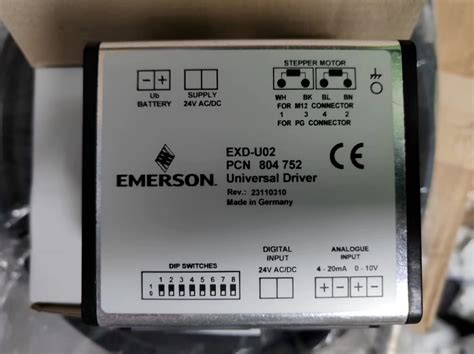 STEPPER MOTOR
- +
Ub
BATTERY
SUPPLY
24V AC/DC
WH BK BL BN
FOR M12 CONNECTOR
1 3 4 2
FOR PG CONNECTOR
EMERSON
EXD-U02
PCN 804 752
Universal Driver
Rev.: 23110310
Made in Germany
CE
DIP SWITCHES
1 2 3 4 5 6 7 8
1
0
DIGITAL
INPUT
24V AC/DC
ANALOGUE
INPUT
4 - 20mA 0 - 10V
+ - + -